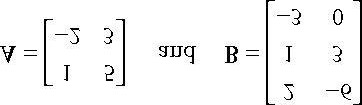 2 -6
1 5
A = and B = 1 3
-2 3
-3 0